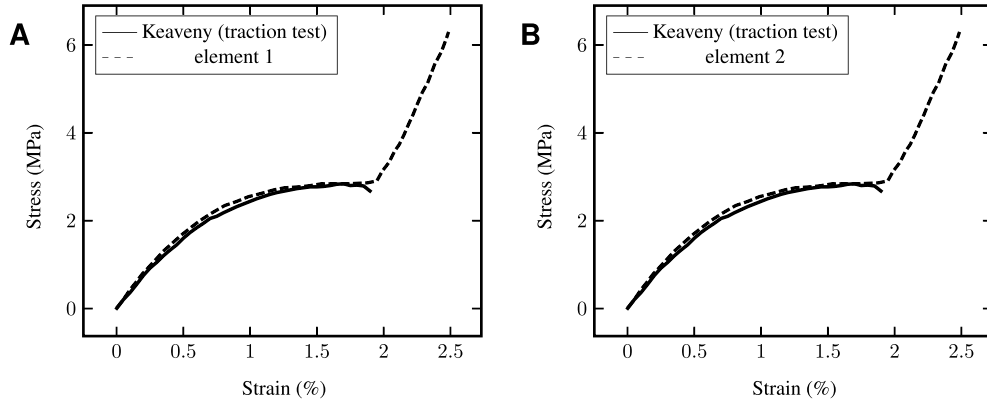 A
Keaveny (traction test)
element 1
6
4
2
0
Stress (MPa)
0 0.5 1 1.5 2 2.5
Strain (%)
B
Keaveny (traction test)
element 2
6
4
2
0
Stress (MPa)
0 0.5 1 1.5 2 2.5
Strain (%)